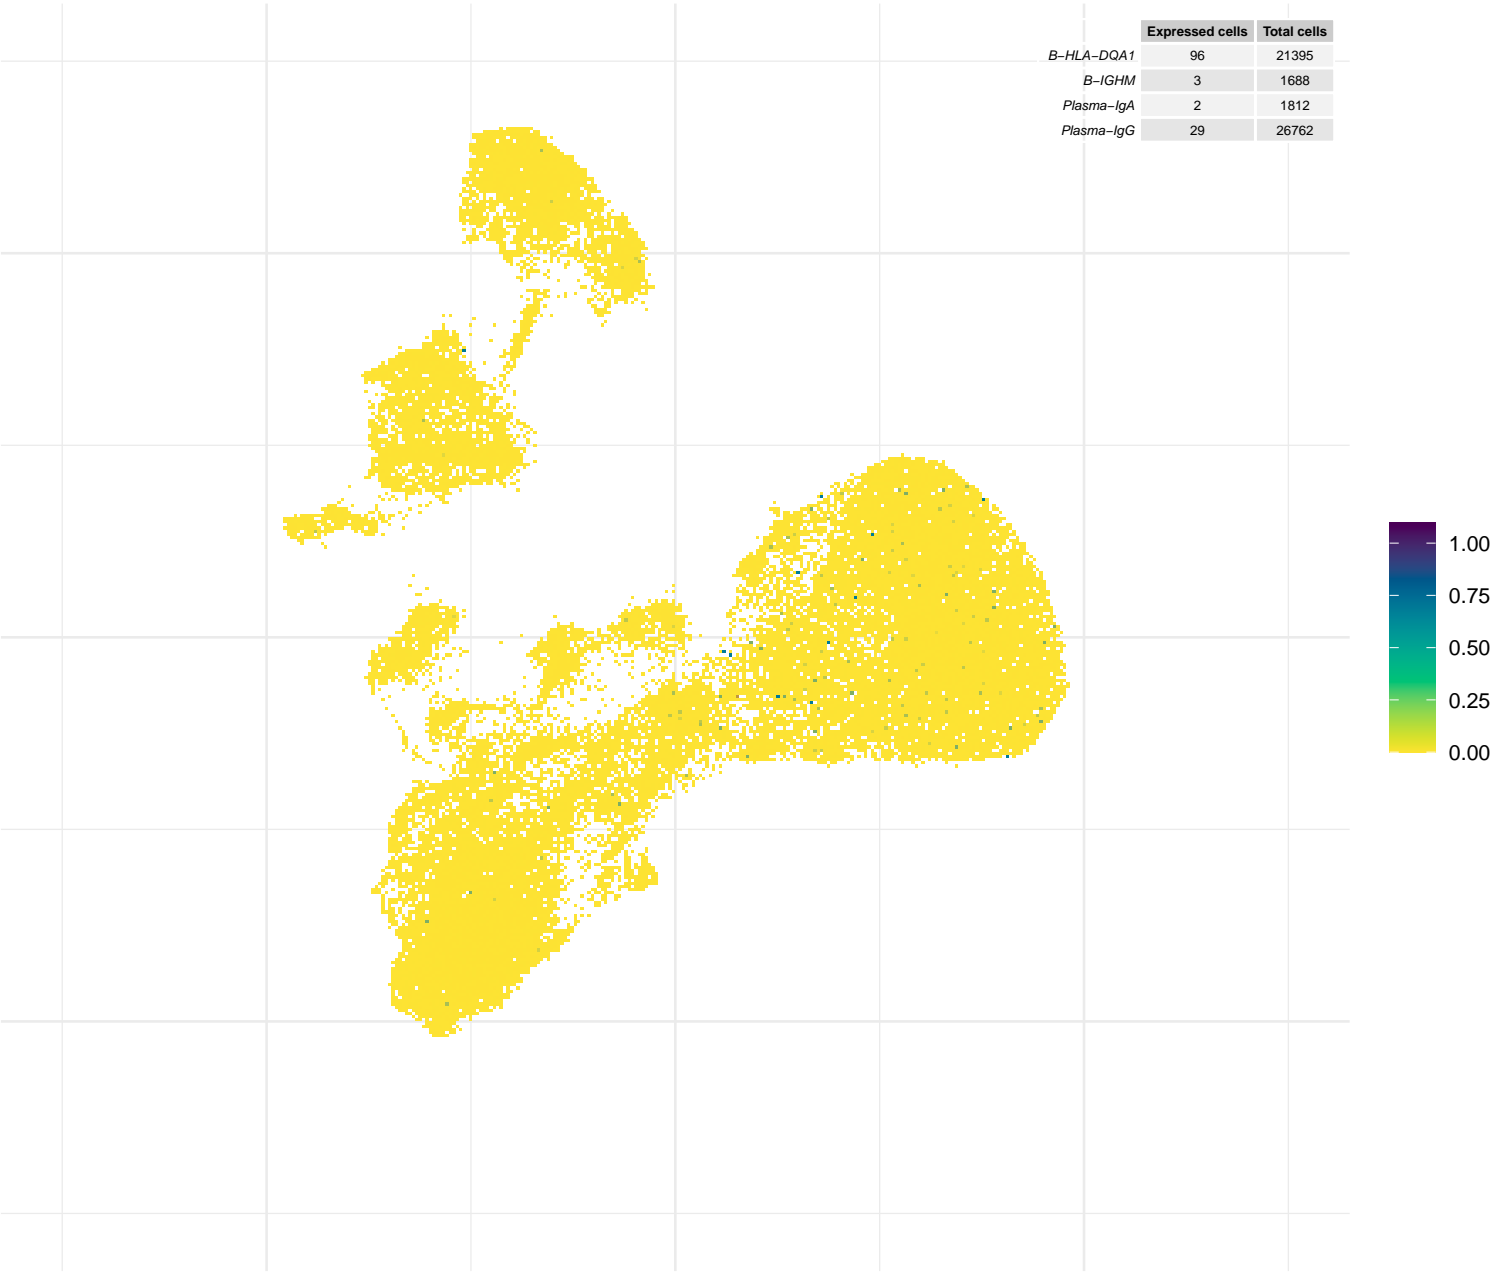 Expressed cells Total cells
B−HLA−DQA1 96 21395
B−IGHM 3 1688
Plasma−IgA 2 1812
Plasma−IgG 29 26762
1.00
0.75
0.50
0.25
0.00